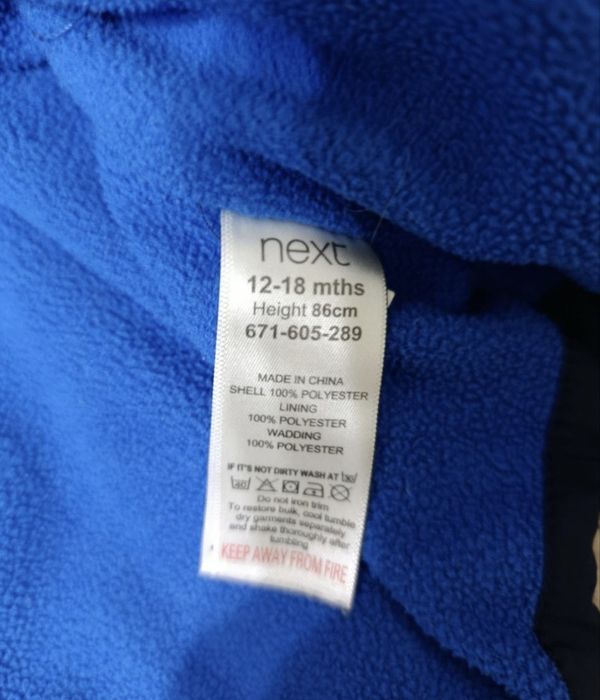 next
12-18 mths
Height 86cm
671-605-289
MADE IN CHINA
SHELL 100% POLYESTER
LINING
100% POLYESTER
WADDING
100% POLYESTER
IF IT'S NOT DIRTY WASH AT 30
40
Do not iron trim
To restore bulk, cool tumble
dry garments separately
and shake thoroughly after
tumbling
KEEP AWAY FROM FIRE